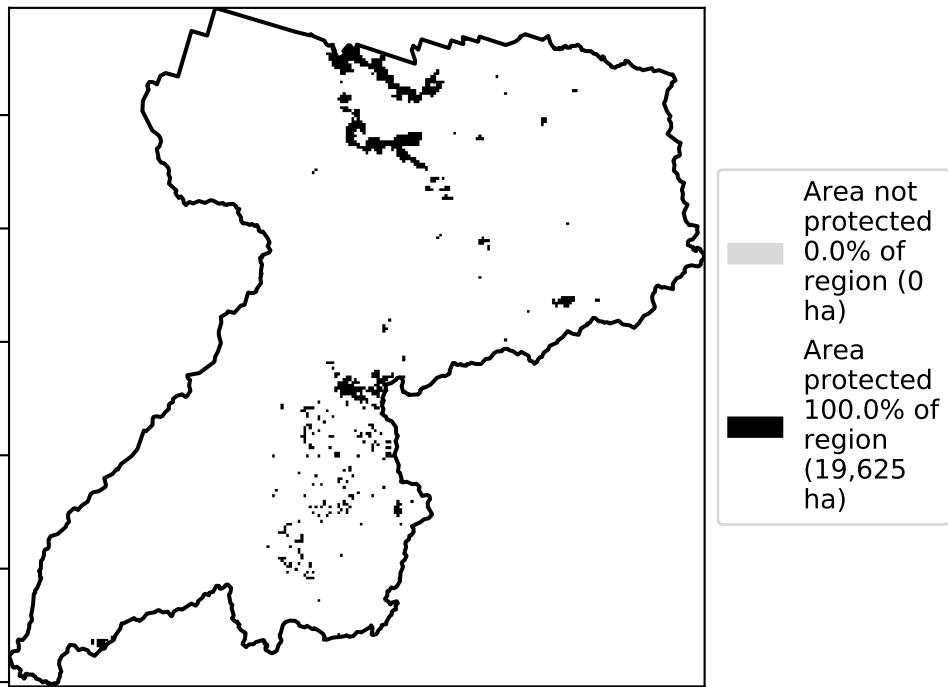 Area not
protected
0.0% of
region (0
ha)
Area
protected
100.0% of
region
(19,625
ha)